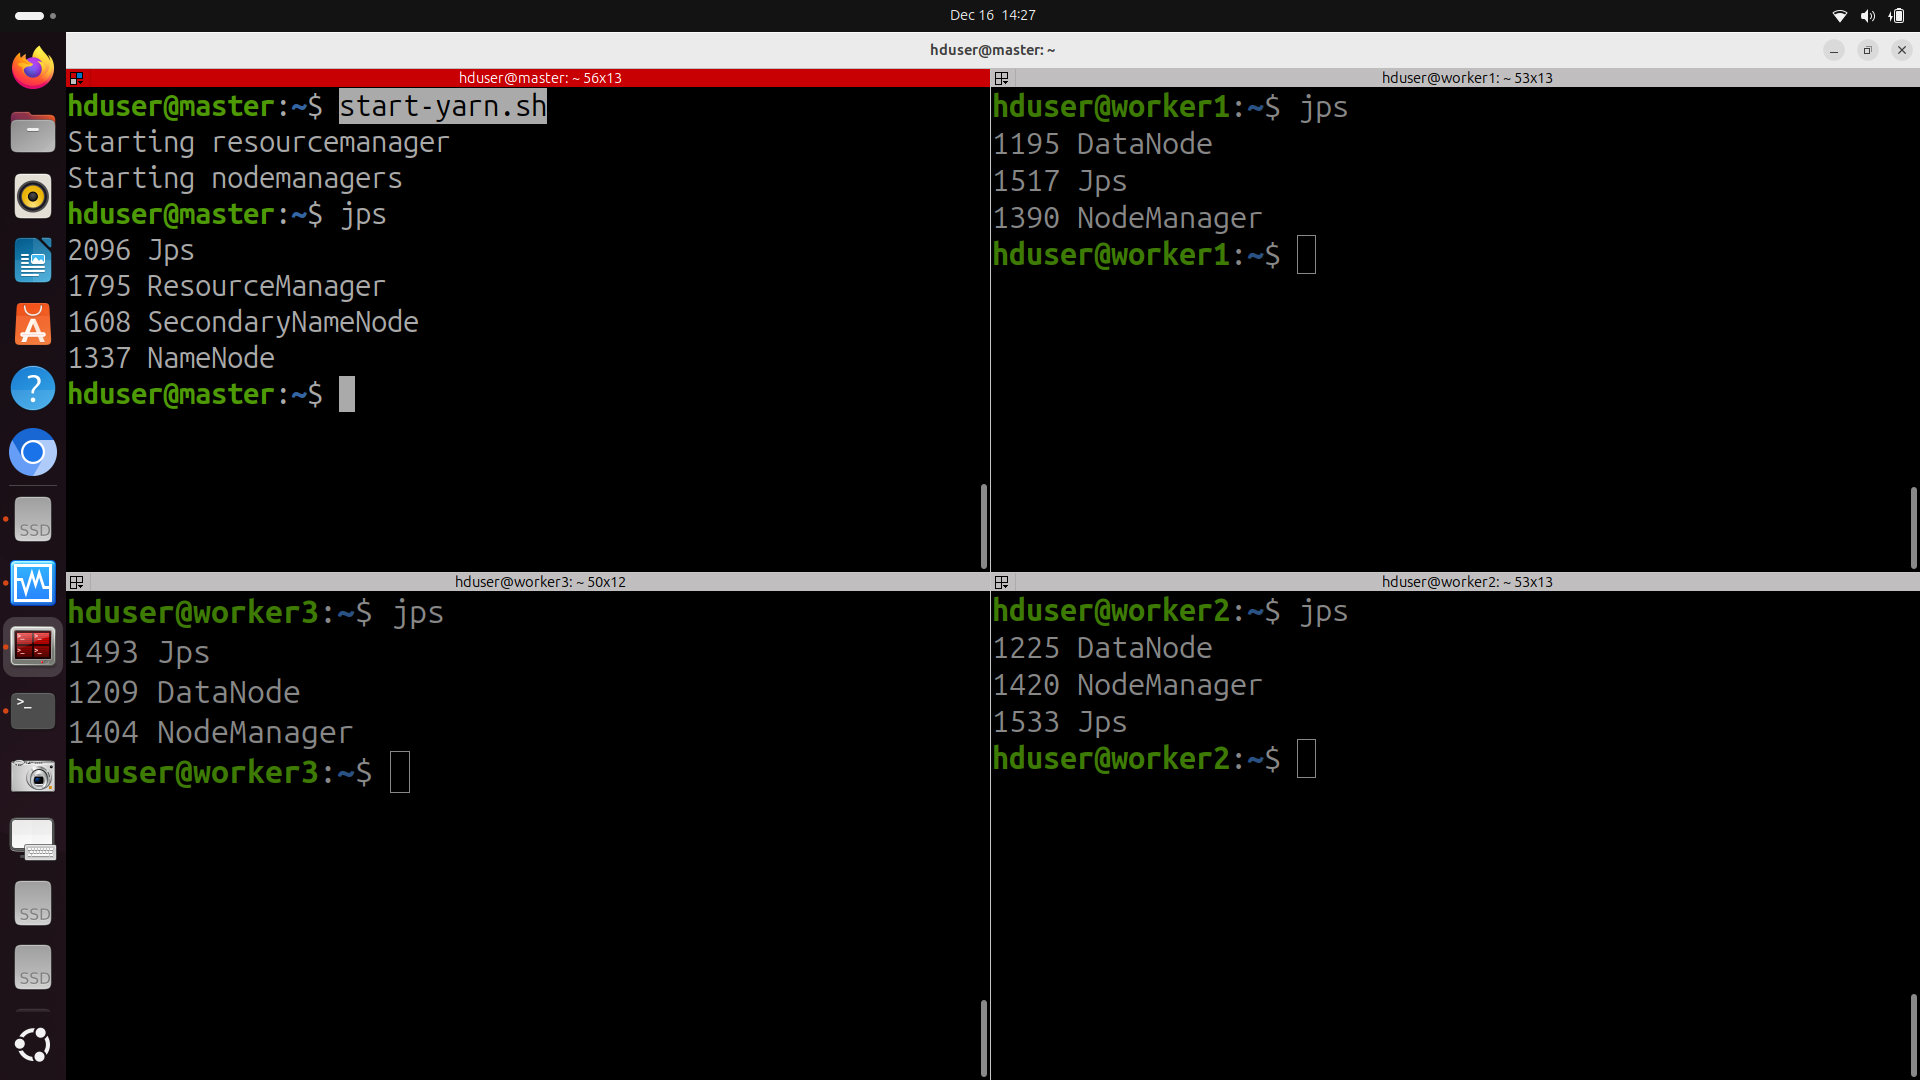 Dec 16 14:27
hduser@master: ~
hduser@master: ~ 56x13
hduser@master:~$ start-yarn.sh
Starting resourcemanager
Starting nodemanagers
hduser@master:~$ jps
2096 Jps
1795 ResourceManager
1608 SecondaryNameNode
1337 NameNode
hduser@master:~$
hduser@worker1: ~ 53x13
hduser@worker1:~$ jps
1195 DataNode
1517 Jps
1390 NodeManager
hduser@worker1:~$
hduser@worker3: ~ 50x12
hduser@worker3:~$ jps
1493 Jps
1209 DataNode
1404 NodeManager
hduser@worker3:~$
hduser@worker2: ~ 53x13
hduser@worker2:~$ jps
1225 DataNode
1420 NodeManager
1533 Jps
hduser@worker2:~$
SSD
SSD
SSD